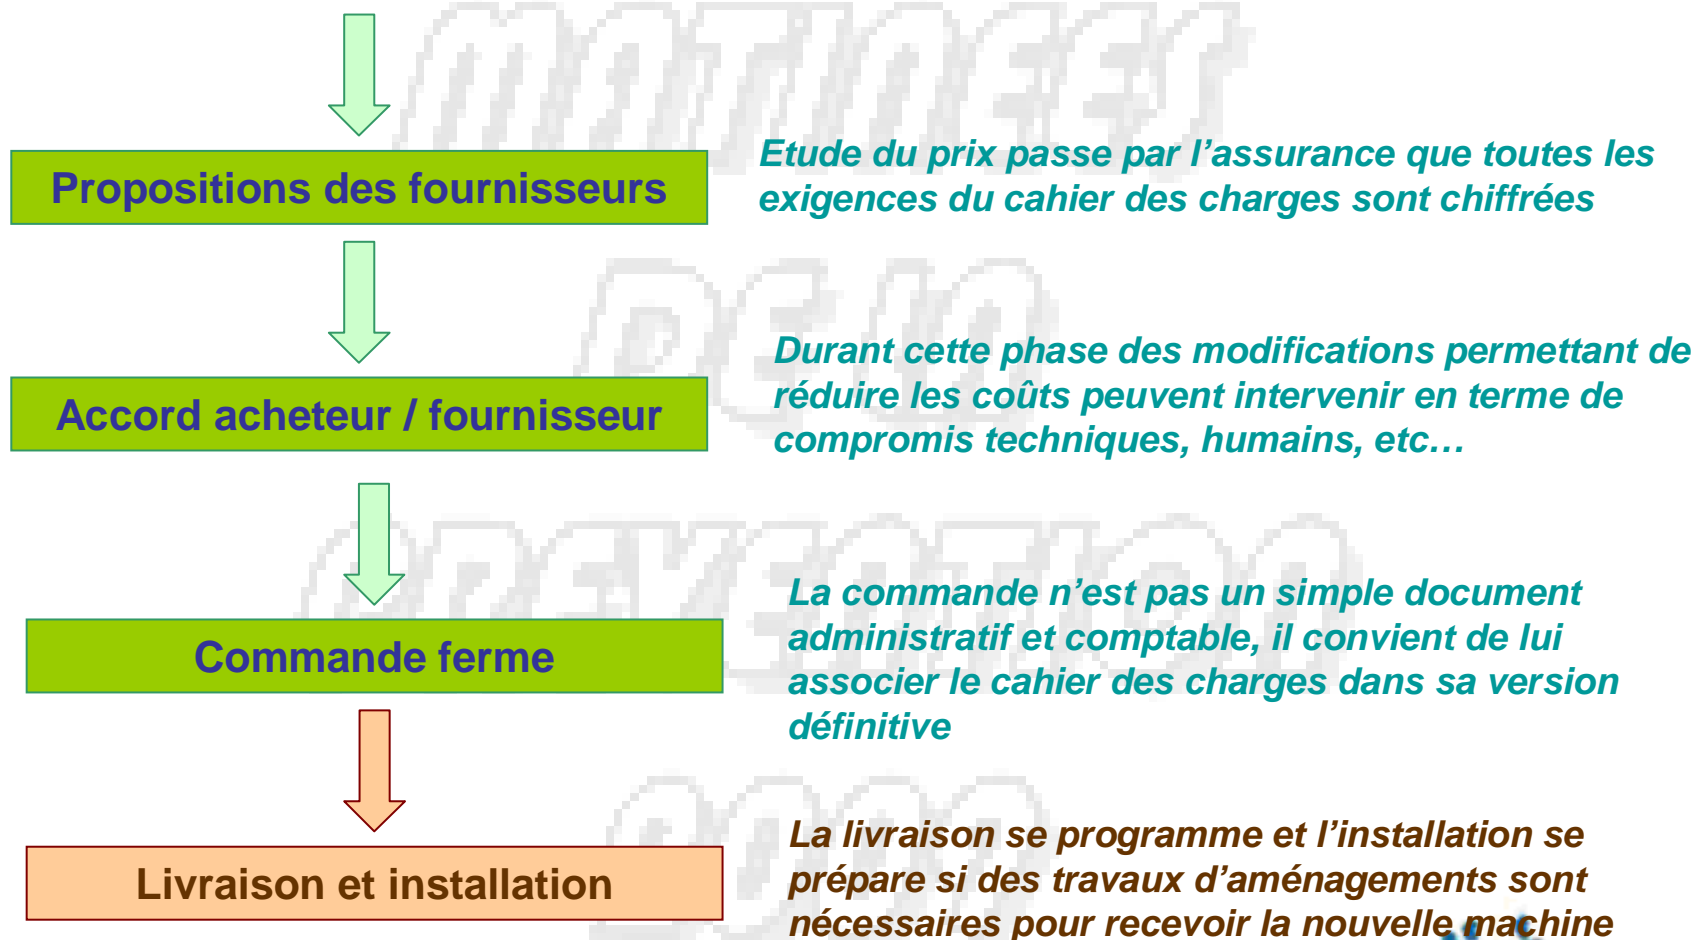 MATINEES
Propositions des fournisseurs
Etude du prix passe par l’assurance que toutes les
exigences du cahier des charges sont chiffrées
DE LA
Accord acheteur / fournisseur
Durant cette phase des modifications permettant de
réduire les coûts peuvent intervenir en terme de
compromis techniques, humains, etc…
PREVENTION
Commande ferme
La commande n’est pas un simple document
administratif et comptable, il convient de lui
associer le cahier des charges dans sa version
définitive
Livraison et installation
La livraison se programme et l’installation se
prépare si des travaux d’aménagements sont
nécessaires pour recevoir la nouvelle machine